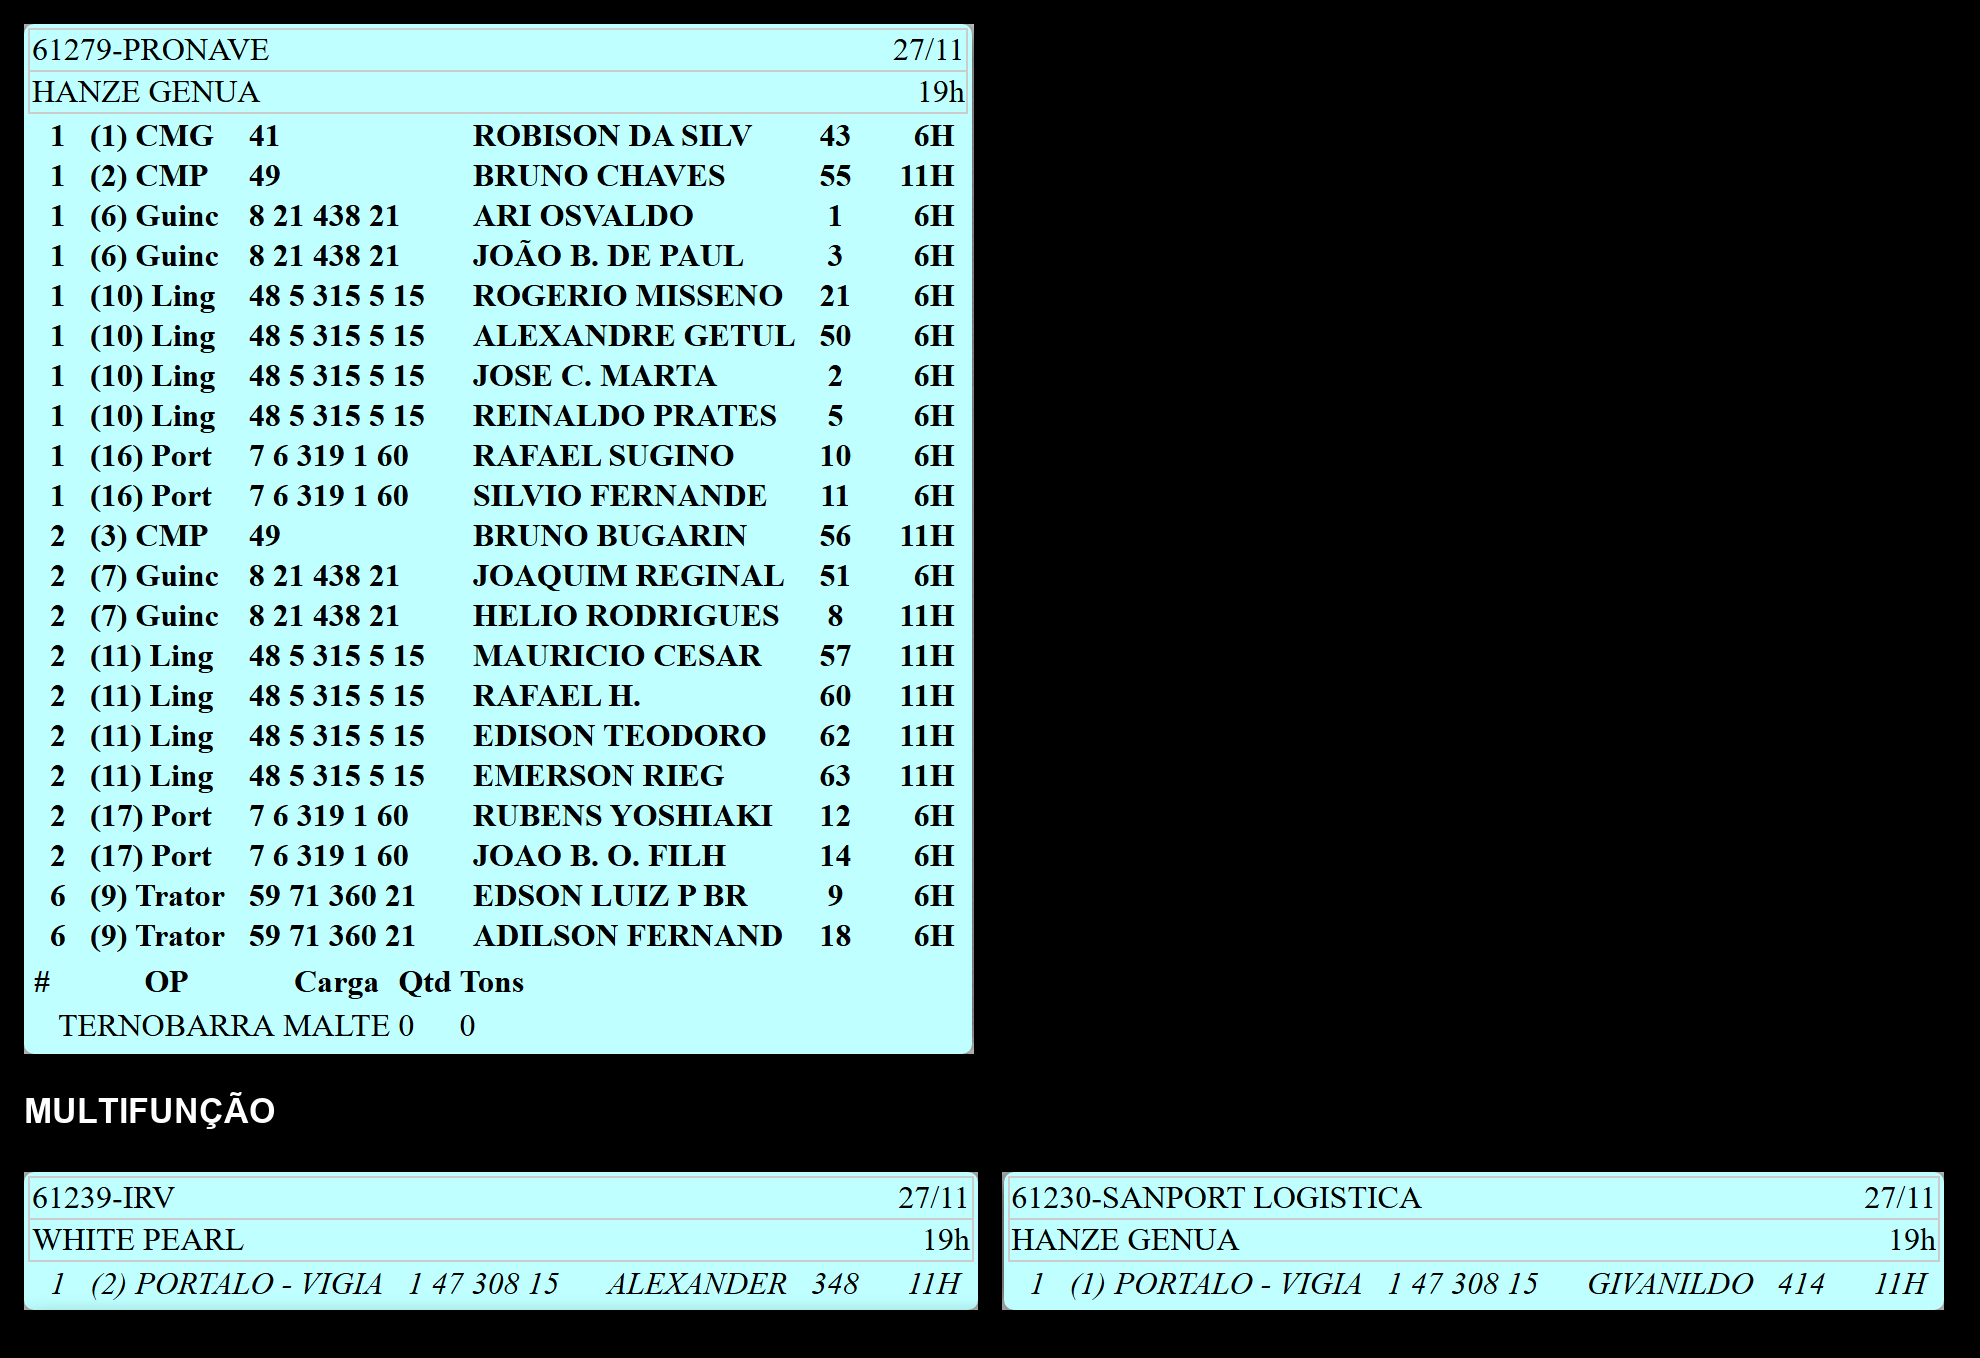 61279-PRONAVE 27/11
HANZE GENUA 19h
1 (1) CMG 41 ROBISON DA SILV 43 6H
1 (2) CMP 49 BRUNO CHAVES 55 11H
1 (6) Guinc 8 21 438 21 ARI OSVALDO 1 6H
1 (6) Guinc 8 21 438 21 JOÃO B. DE PAUL 3 6H
1 (10) Ling 48 5 315 5 15 ROGERIO MISSENO 21 6H
1 (10) Ling 48 5 315 5 15 ALEXANDRE GETUL 50 6H
1 (10) Ling 48 5 315 5 15 JOSE C. MARTA 2 6H
1 (10) Ling 48 5 315 5 15 REINALDO PRATES 5 6H
1 (16) Port 7 6 319 1 60 RAFAEL SUGINO 10 6H
1 (16) Port 7 6 319 1 60 SILVIO FERNANDE 11 6H
2 (3) CMP 49 BRUNO BUGARIN 56 11H
2 (7) Guinc 8 21 438 21 JOAQUIM REGINAL 51 6H
2 (7) Guinc 8 21 438 21 HELIO RODRIGUES 8 11H
2 (11) Ling 48 5 315 5 15 MAURICIO CESAR 57 11H
2 (11) Ling 48 5 315 5 15 RAFAEL H. 60 11H
2 (11) Ling 48 5 315 5 15 EDISON TEODORO 62 11H
2 (11) Ling 48 5 315 5 15 EMERSON RIEG 63 11H
2 (17) Port 7 6 319 1 60 RUBENS YOSHIAKI 12 6H
2 (17) Port 7 6 319 1 60 JOAO B. O. FILH 14 6H
6 (9) Trator 59 71 360 21 EDSON LUIZ P BR 9 6H
6 (9) Trator 59 71 360 21 ADILSON FERNAND 18 6H
# OP Carga Qtd Tons
TERNOBARRA MALTE 0 0
MULTIFUNÇÃO
61239-IRV 27/11
WHITE PEARL 19h
1 (2) PORTALO - VIGIA 1 47 308 15 ALEXANDER 348 11H
61230-SANPORT LOGISTICA 27/11
HANZE GENUA 19h
1 (1) PORTALO - VIGIA 1 47 308 15 GIVANILDO 414 11H